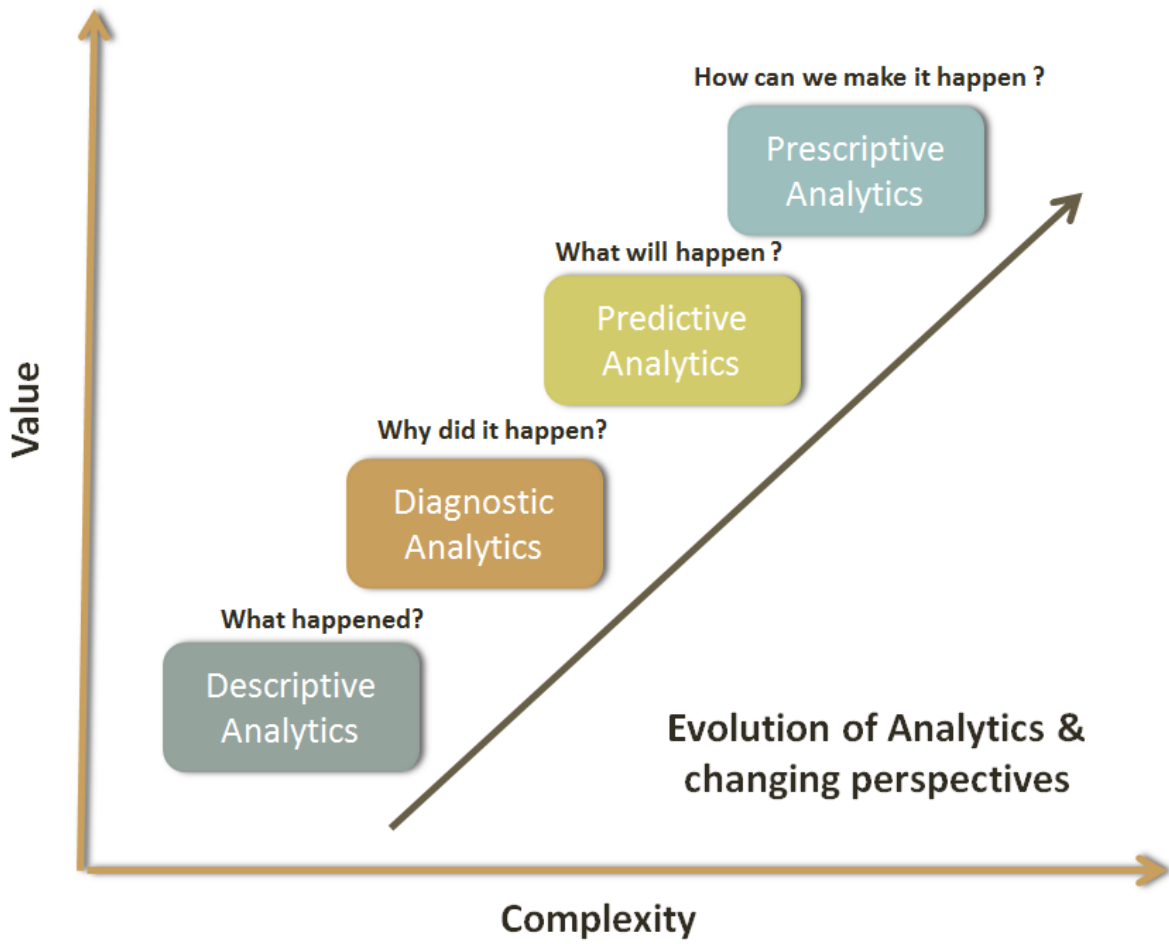 How can we make it happen ?
Prescriptive
Analytics
What will happen ?
Predictive
Analytics
Why did it happen?
Diagnostic
Analytics
What happened?
Descriptive
Analytics
Value
Evolution of Analytics &
changing perspectives
Complexity